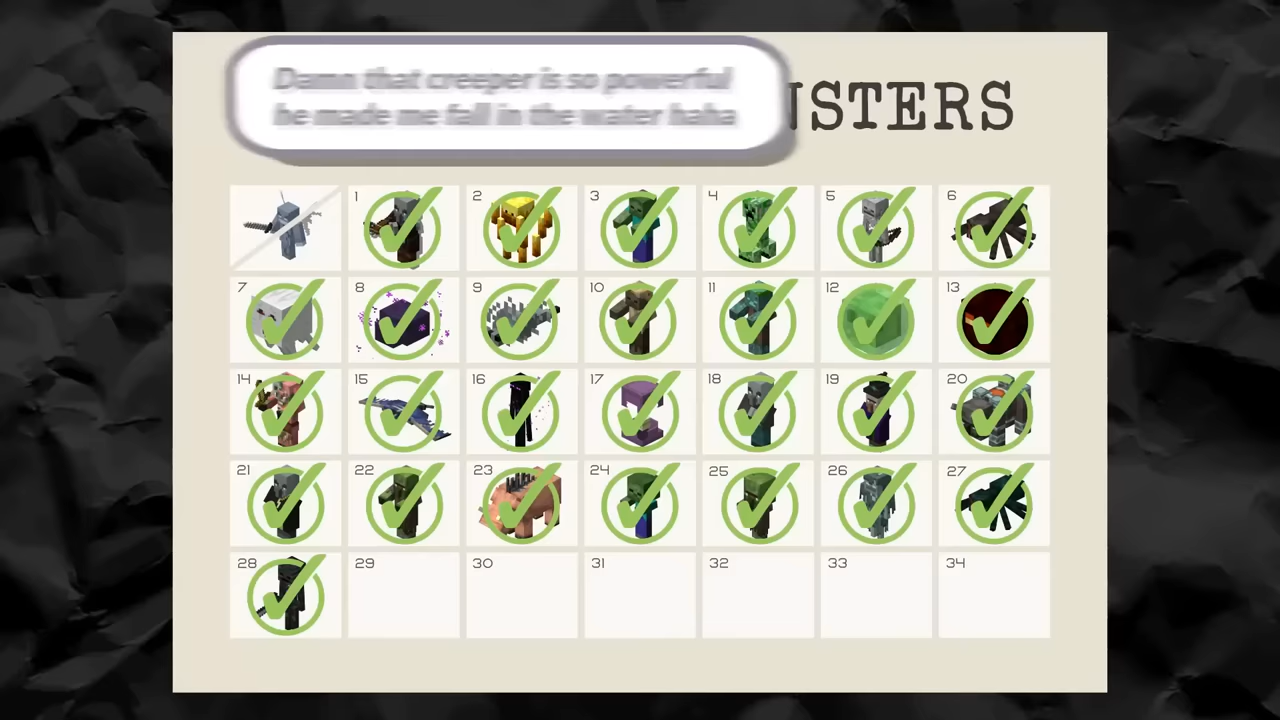 Damn that creeper is so powerful
he made me fall in the water haha
NSTERS
1 2 3 4 5 6
7 8 9 10 11 12 13
14 15 16 17 18 19 20
21 22 23 24 25 26 27
28 29 30 31 32 33 34